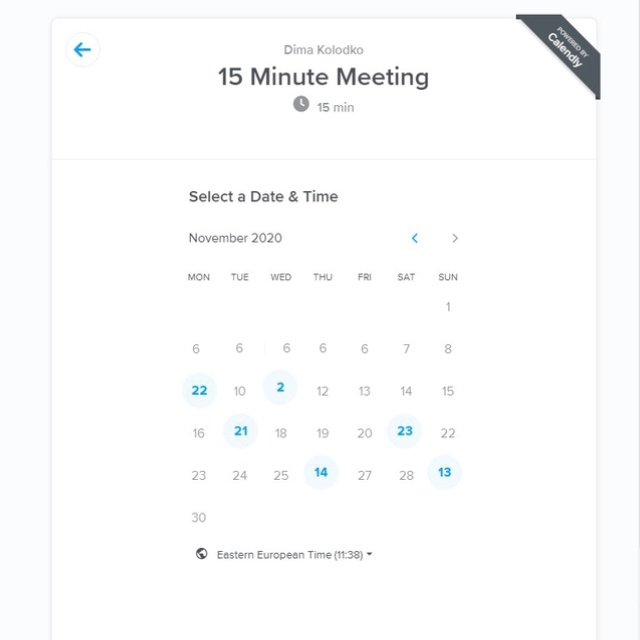 POWERED BY
Calendly
Dima Kolodko
15 Minute Meeting
15 min
Select a Date & Time
November 2020
MON TUE WED THU FRI SAT SUN
1
6 6 6 6 6 7 8
22 10 2 12 13 14 15
16 21 18 19 20 23 22
23 24 25 14 27 28 13
30
Eastern European Time (11:38)